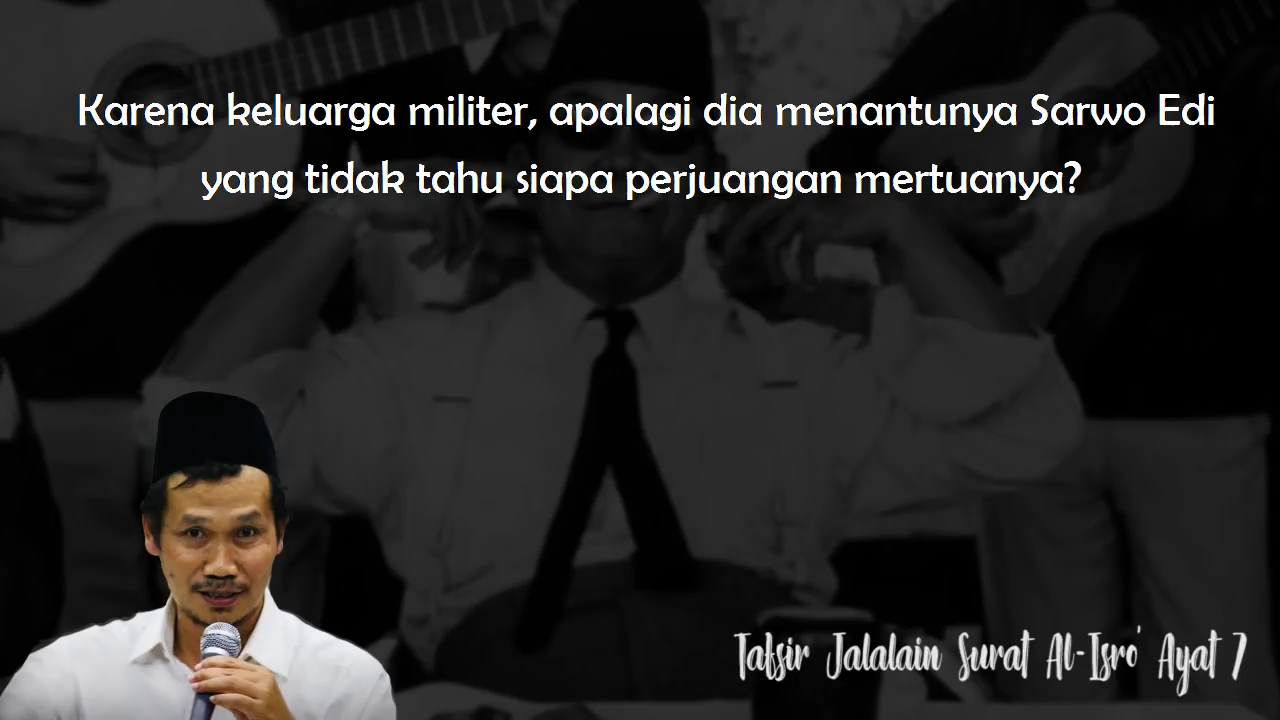 Karena keluarga militer, apalagi dia menantunya Sarwo Edi
yang tidak tahu siapa perjuangan mertuanya?
Tafsir Jalalain Surat Al-Isro' Ayat 7